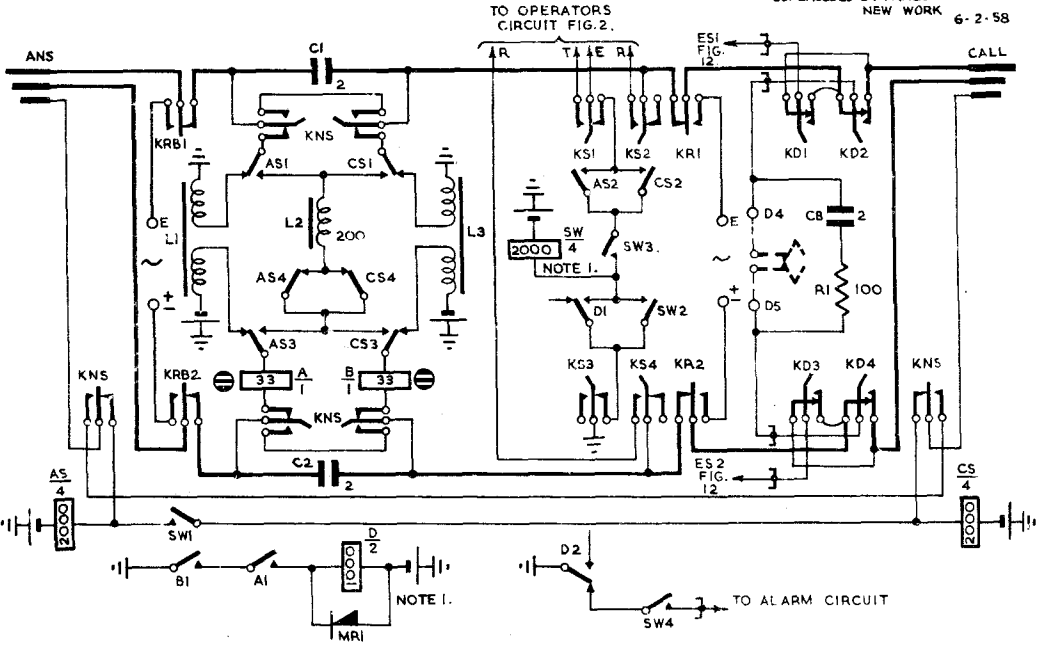 TO OPERATORS
CIRCUIT FIG.2.
NEW WORK
6-2-58
ANS
C1
2
R
T E R
ES1
FIG.
12
CALL
KRB1
KNS
KS1
KS2
KR1
KD1
KD2
AS1
CS1
AS2
CS2
L1
E
L2
200
L3
SW
4
2000
SW3.
NOTE 1.
E
D4
C8
2
~
~
AS4
CS4
D1
SW2
D5
R1
100
±
±
AS3
CS3
KNS
KRB2
33
A
1
B
1
33
KS3
KS4
KR2
KD3
KD4
KNS
KNS
C2
2
ES2
FIG.
12
AS
4
2000
SW1
CS
4
2000
B1
A1
D
2
NOTE 1.
MR1
D2
SW4
TO ALARM CIRCUIT